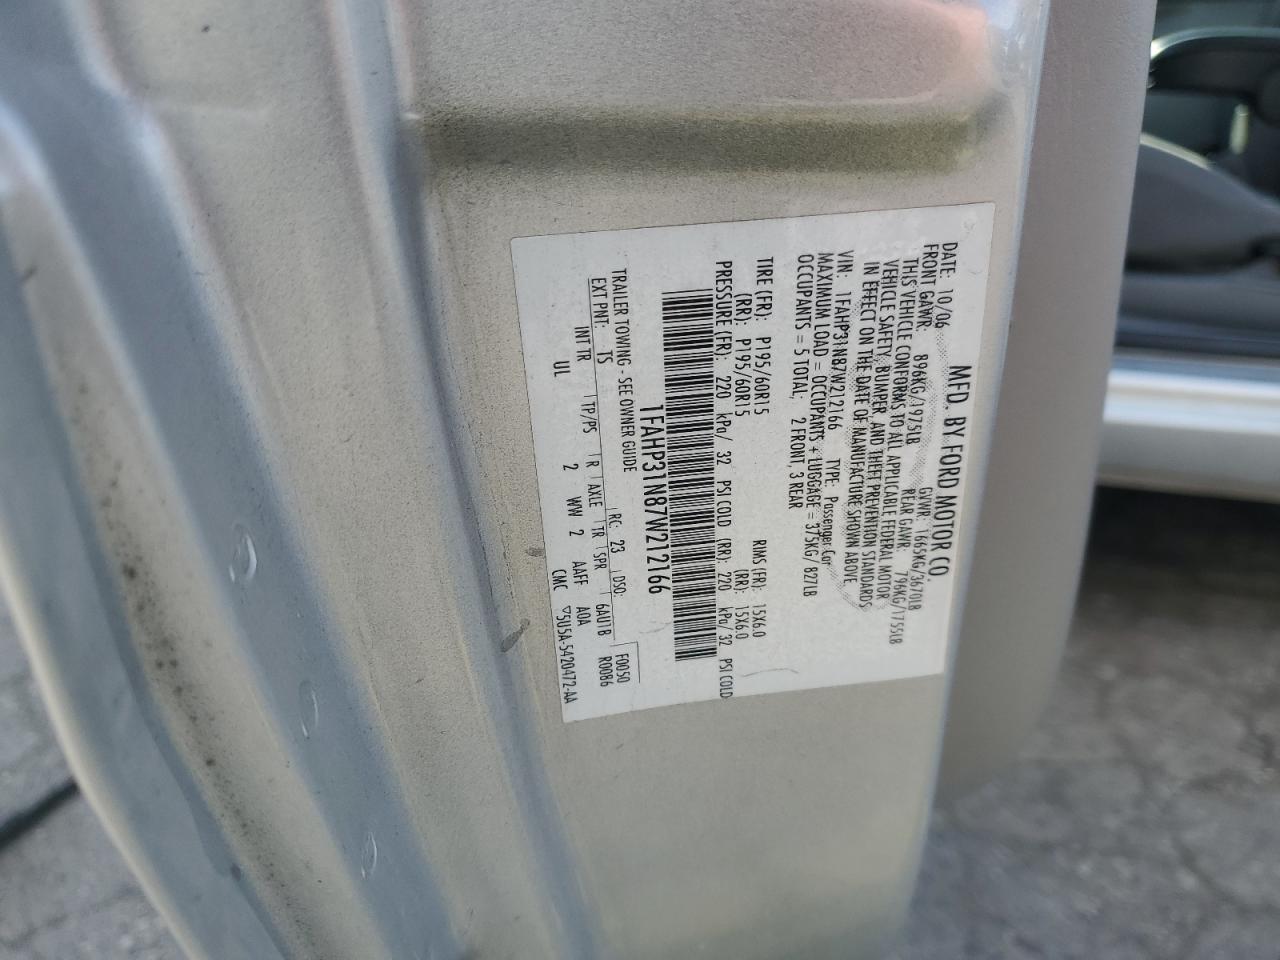 MFD. BY FORD MOTOR CO.
DATE: 10/06 GVWR: 1665KG/3670LB
FRONT GAWR: 896KG/1975LB REAR GAWR: 796KG/1755LB
THIS VEHICLE CONFORMS TO ALL APPLICABLE FEDERAL MOTOR
VEHICLE SAFETY, BUMPER, AND THEFT PREVENTION STANDARDS
IN EFFECT ON THE DATE OF MANUFACTURE SHOWN ABOVE.
VIN: 1FAHP31N87W212166 TYPE: Passenger Car
MAXIMUM LOAD = OCCUPANTS + LUGGAGE = 375KG/ 827LB
OCCUPANTS = 5 TOTAL, 2 FRONT, 3 REAR
TIRE (FR): P195/60R15 RIMS (FR): 15X6.0
(RR): P195/60R15 (RR): 15X6.0
PRESSURE (FR): 220 kPa/ 32 PSI COLD (RR): 220 kPa/ 32 PSI COLD
1FAHP31N87W212166
TRAILER TOWING - SEE OWNER GUIDE
F0050
EXT PNT: TS RC: 23 DSO: R0086
INT TR TP/PS R AXLE TR SPR 6AU1B
UL 2 WW 2 AAFF A0A
CMC ▽5U5A-5420472-AA